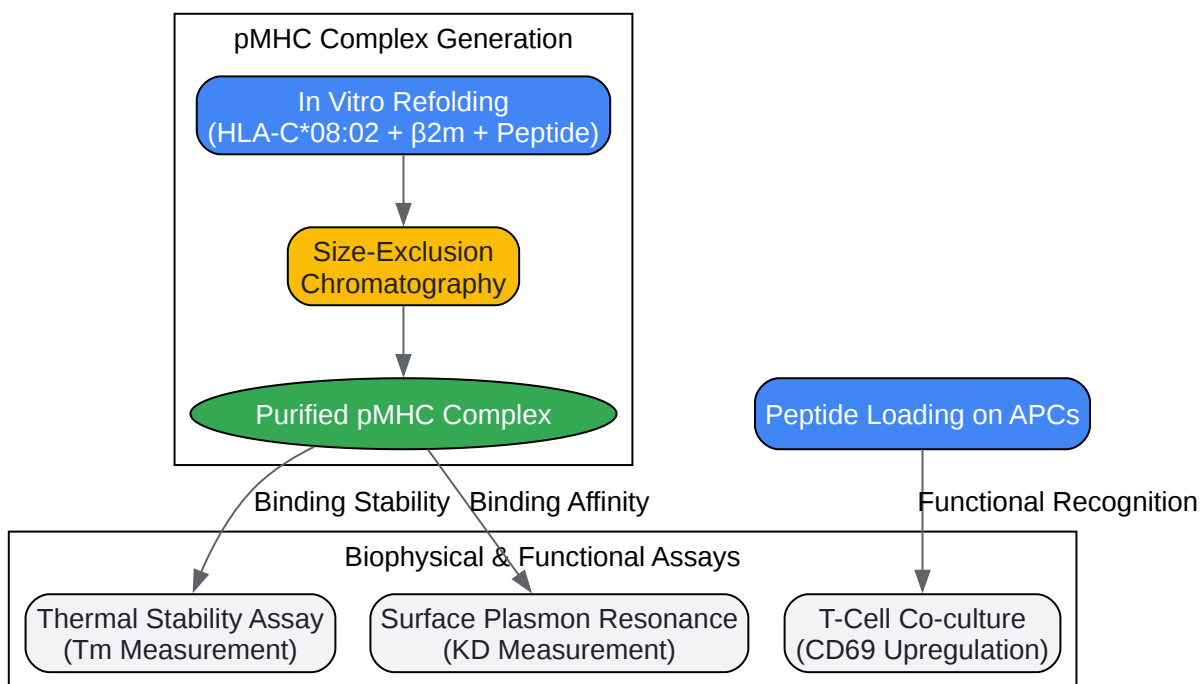 pMHC Complex Generation
In Vitro Refolding
(HLA-C*08:02 + β2m + Peptide)
Size-Exclusion
Chromatography
Purified pMHC Complex
Peptide Loading on APCs
Binding Stability
Binding Affinity
Functional Recognition
Biophysical & Functional Assays
Thermal Stability Assay
(Tm Measurement)
Surface Plasmon Resonance
(KD Measurement)
T-Cell Co-culture
(CD69 Upregulation)